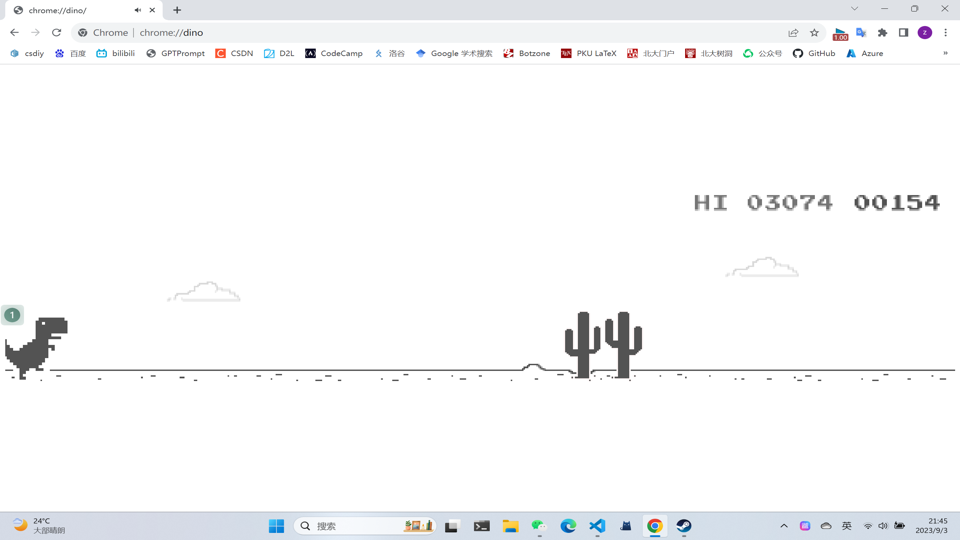 chrome://dino/
Chrome | chrome://dino
1.00
z
csdiy 百度 bilibili GPTPrompt CSDN D2L CodeCamp 洛谷 Google 学术搜索 Botzone PKU LaTeX 北大门户 北大树洞 公众号 GitHub Azure »
HI 03074 00154
1
24°C
大部晴朗
搜索
英
21:45
2023/9/3